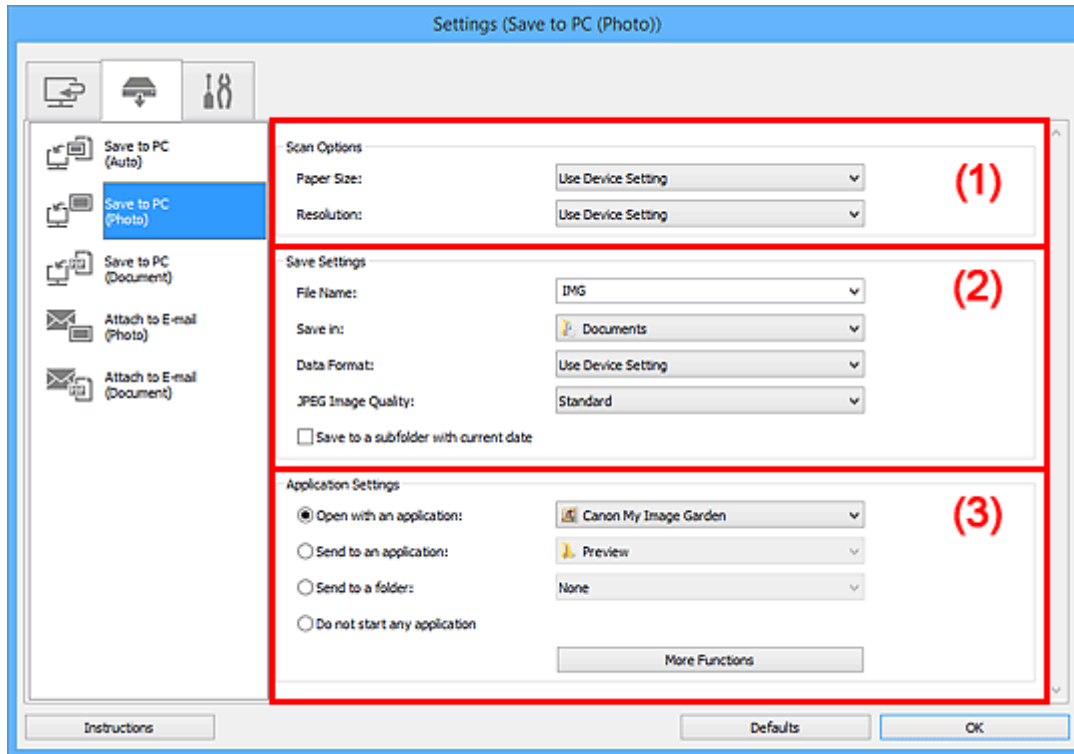 Settings (Save to PC (Photo))
Save to PC
(Auto)
Save to PC
(Photo)
Save to PC
(Document)
Attach to E-mail
(Photo)
Attach to E-mail
(Document)
Scan Options
(1)
Paper Size:
Use Device Setting
Resolution:
Use Device Setting
Save Settings
(2)
File Name:
IMG
Save in:
Documents
Data Format:
Use Device Setting
JPEG Image Quality:
Standard
Save to a subfolder with current date
Application Settings
(3)
Open with an application:
Canon My Image Garden
Send to an application:
Preview
Send to a folder:
None
Do not start any application
More Functions
Instructions
Defaults
OK